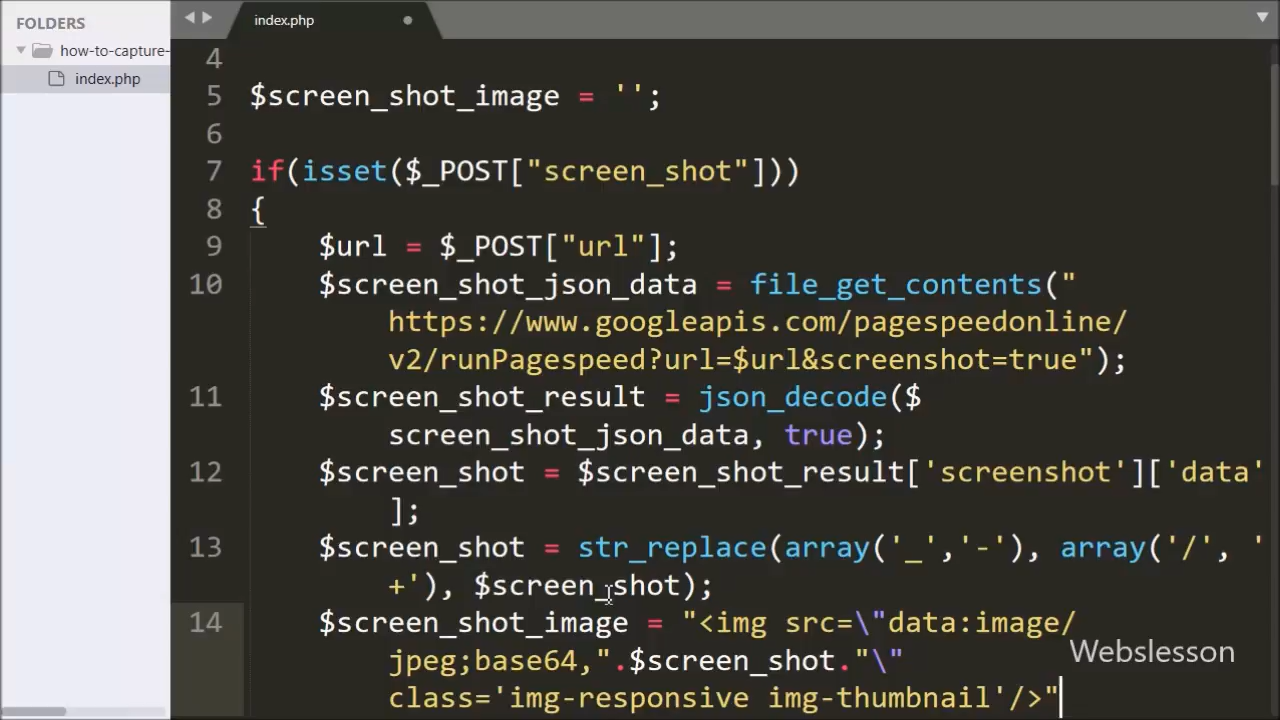 FOLDERS
how-to-capture-
index.php
index.php
4
5 $screen_shot_image = '';
6
7 if(isset($_POST["screen_shot"]))
8 {
9 $url = $_POST["url"];
10 $screen_shot_json_data = file_get_contents("
https://www.googleapis.com/pagespeedonline/
v2/runPagespeed?url=$url&screenshot=true");
11 $screen_shot_result = json_decode($
screen_shot_json_data, true);
12 $screen_shot = $screen_shot_result['screenshot']['data'
];
13 $screen_shot = str_replace(array('_','-'), array('/', '
+'), $screen_shot);
14 $screen_shot_image = "<img src=\"data:image/
jpeg;base64,".$screen_shot."\"
class='img-responsive img-thumbnail'/>"
Webslesson